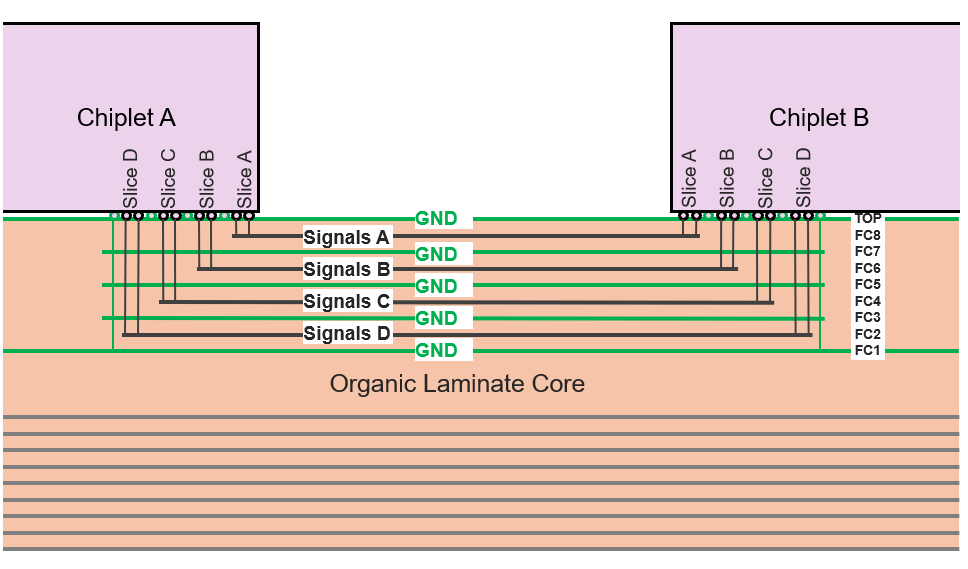 Chiplet A
Chiplet B
Slice D
Slice C
Slice B
Slice A
Slice A
Slice B
Slice C
Slice D
GND
TOP
Signals A
FC8
GND
FC7
Signals B
FC6
GND
FC5
Signals C
FC4
GND
FC3
Signals D
FC2
GND
FC1
Organic Laminate Core